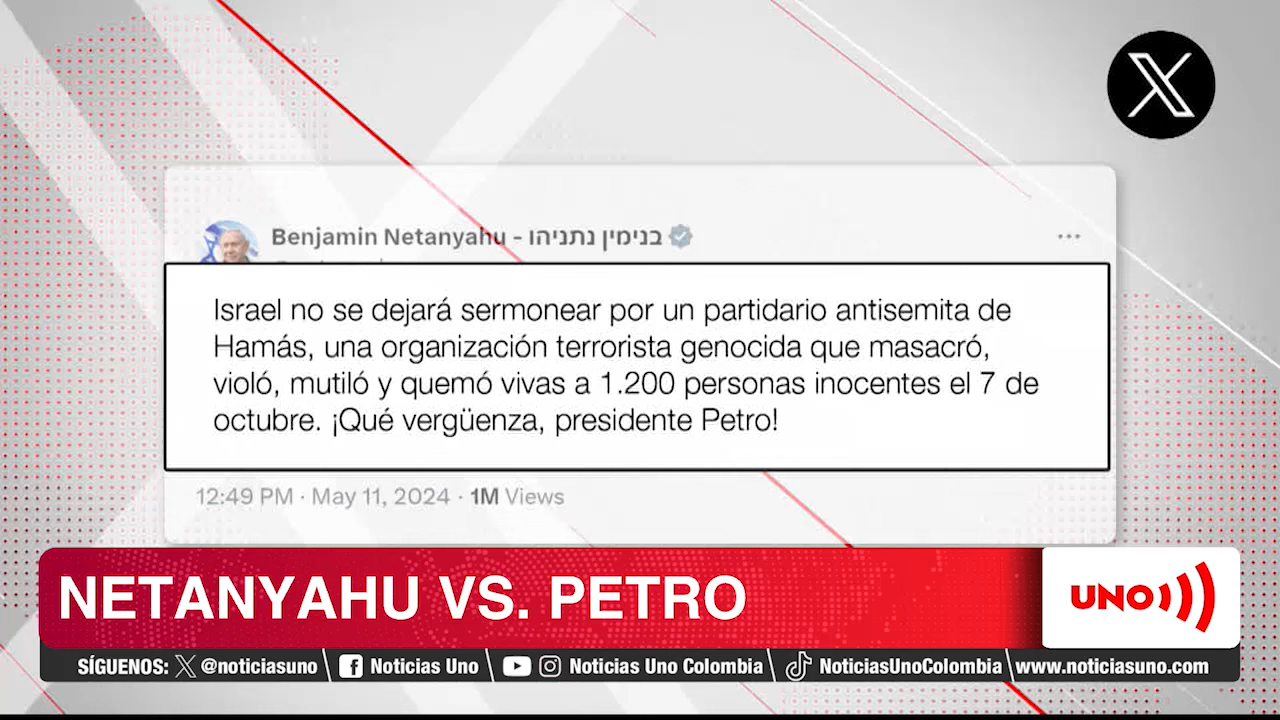 Benjamin Netanyahu - בנימין נתניהו
Israel no se dejará sermonear por un partidario antisemita de
Hamás, una organización terrorista genocida que masacró,
violó, mutiló y quemó vivas a 1.200 personas inocentes el 7 de
octubre. ¡Qué vergüenza, presidente Petro!
12:49 PM · May 11, 2024 · 1M Views
NETANYAHU VS. PETRO
UNO
SÍGUENOS: @noticiasuno \ Noticias Uno \ Noticias Uno Colombia \ NoticiasUnoColombia \ www.noticiasuno.com